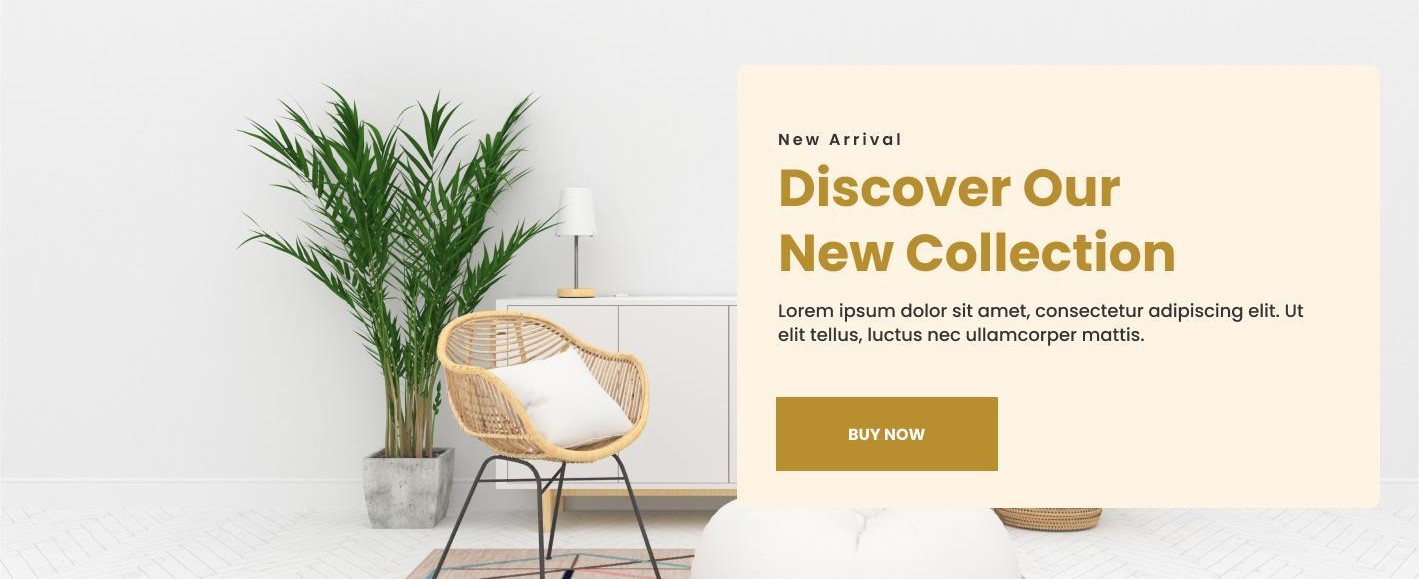 New Arrival
Discover Our
New Collection
Lorem ipsum dolor sit amet, consectetur adipiscing elit. Ut
elit tellus, luctus nec ullamcorper mattis.
BUY NOW